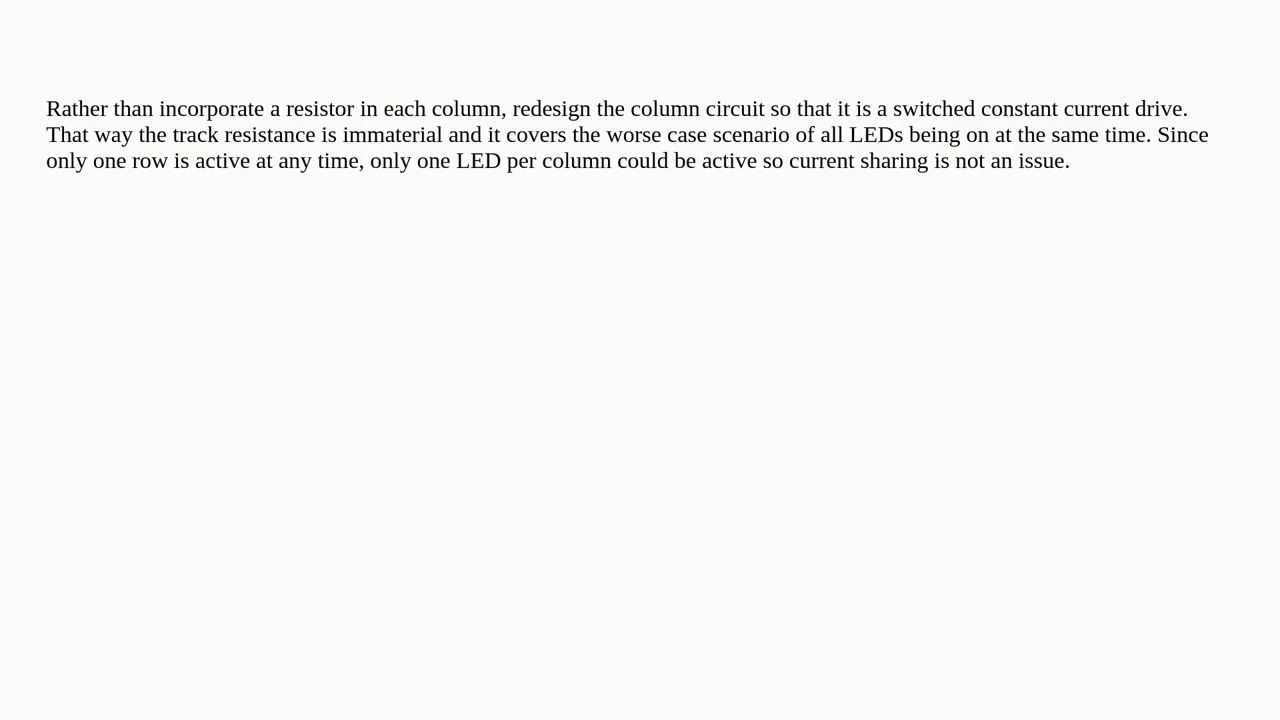 Rather than incorporate a resistor in each column, redesign the column circuit so that it is a switched constant current drive.
That way the track resistance is immaterial and it covers the worse case scenario of all LEDs being on at the same time. Since
only one row is active at any time, only one LED per column could be active so current sharing is not an issue.